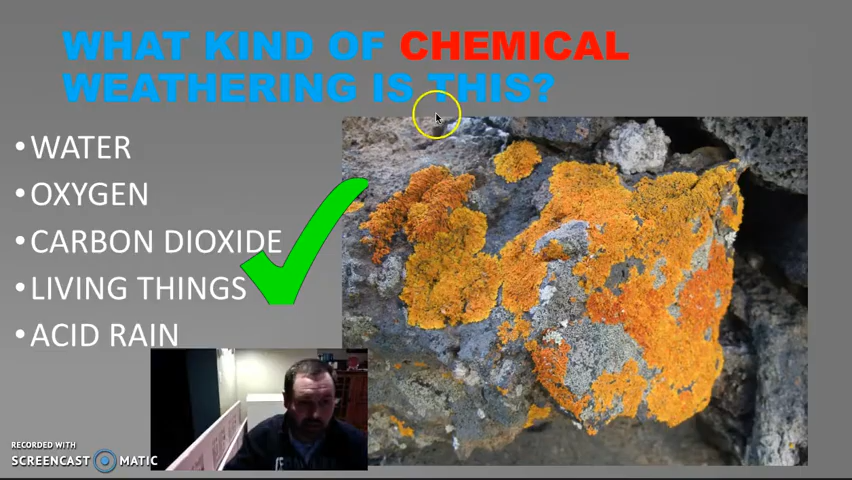 WHAT KIND OF CHEMICAL
WEATHERING IS THIS?
•WATER
•OXYGEN
•CARBON DIOXIDE
•LIVING THINGS
•ACID RAIN
RECORDED WITH
SCREENCAST MATIC